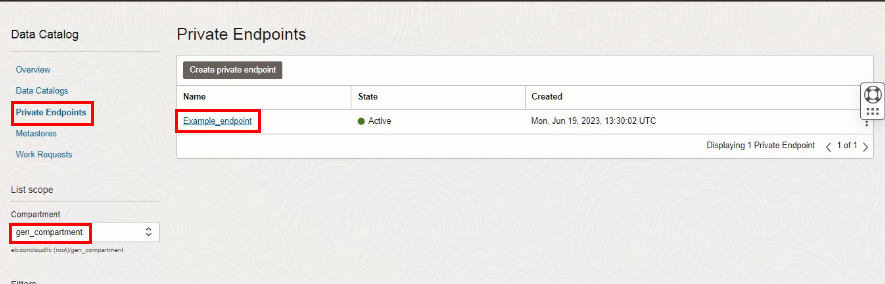 Data Catalog
Overview
Data Catalogs
Private Endpoints
Metastores
Work Requests
List scope
Compartment
gen_compartment
ebizoncloudllc (root)/gen_compartment
Filters
Private Endpoints
Create private endpoint
Name State Created
Example_endpoint Active Mon, Jun 19, 2023, 13:30:02 UTC
Displaying 1 Private Endpoint 1 of 1